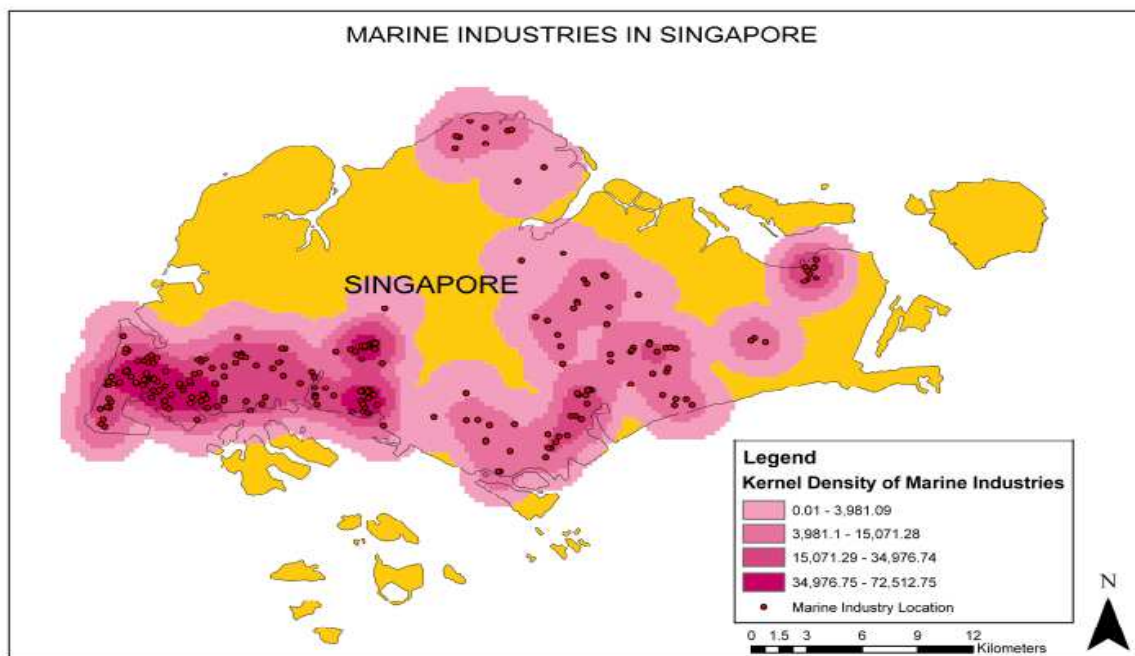 MARINE INDUSTRIES IN SINGAPORE
SINGAPORE
Legend
Kernel Density of Marine Industries
0.01 - 3,981.09
3,981.1 - 15,071.28
15,071.29 - 34,976.74
34,976.75 - 72,512.75
Marine Industry Location
N
0 1.5 3 6 9 12
Kilometers